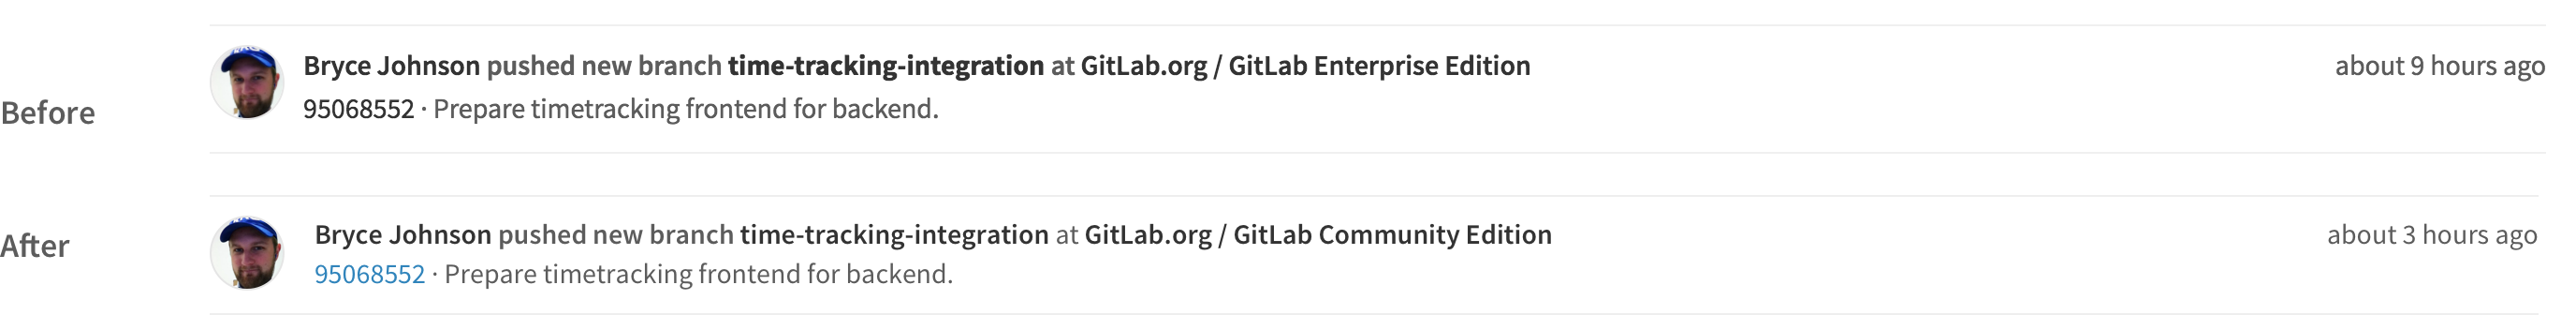 Before
Bryce Johnson pushed new branch time-tracking-integration at GitLab.org / GitLab Enterprise Edition about 9 hours ago
95068552 · Prepare timetracking frontend for backend.
After
Bryce Johnson pushed new branch time-tracking-integration at GitLab.org / GitLab Community Edition about 3 hours ago
95068552 · Prepare timetracking frontend for backend.